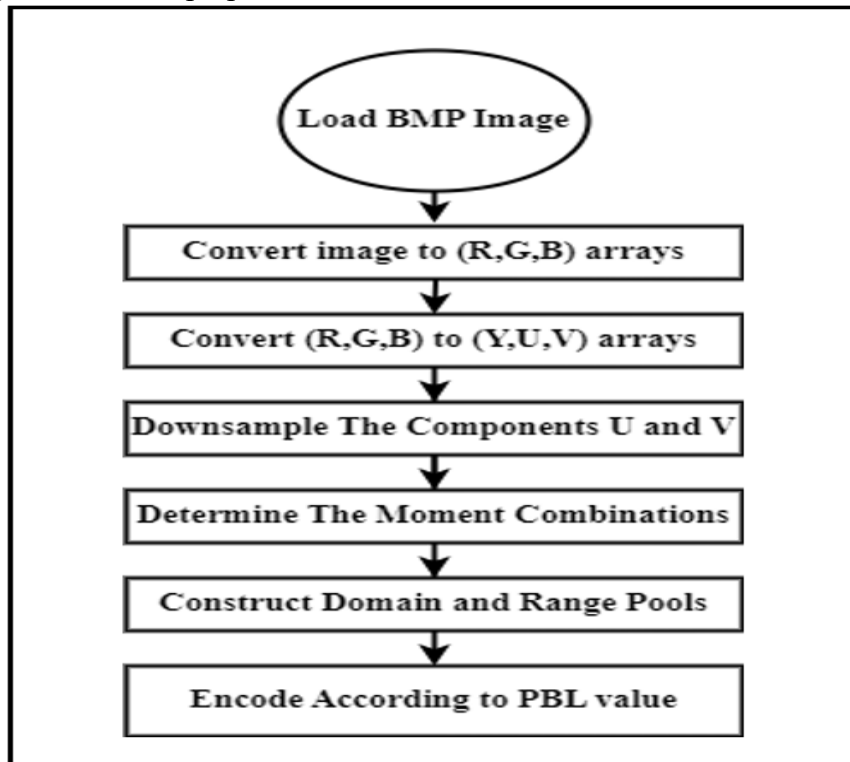 Load BMP Image
Convert image to (R,G,B) arrays
Convert (R,G,B) to (Y,U,V) arrays
Downsample The Components U and V
Determine The Moment Combinations
Construct Domain and Range Pools
Encode According to PBL value